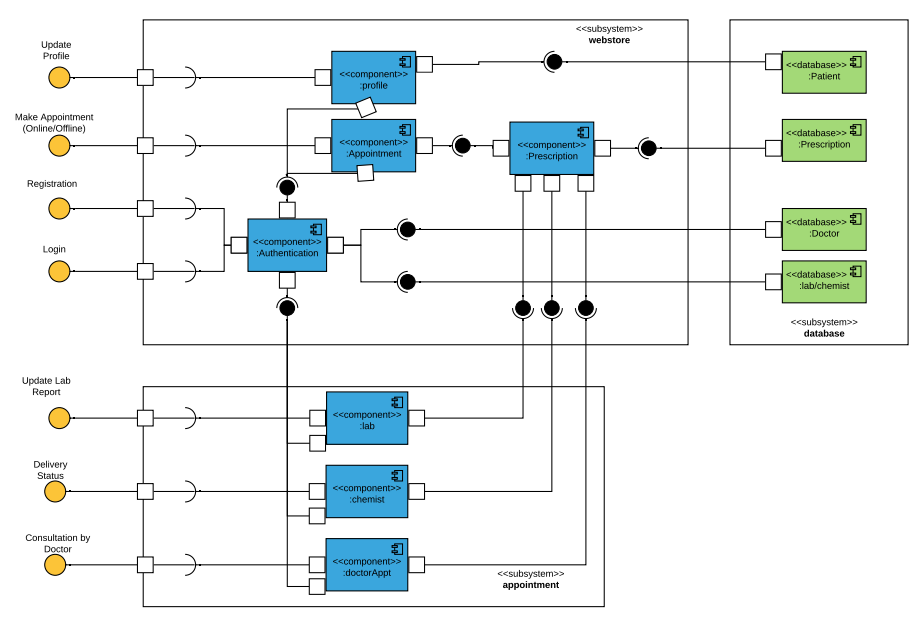 Update
Profile
Make Appointment
(Online/Offline)
Registration
Login
<<subsystem>>
webstore
<<component>>
:profile
<<component>>
:Appointment
<<component>>
:Prescription
<<component>>
:Authentication
<<database>>
:Patient
<<database>>
:Prescription
<<database>>
:Doctor
<<database>>
:lab/chemist
<<subsystem>>
database
Update Lab
Report
Delivery
Status
Consultation by
Doctor
<<component>>
:lab
<<component>>
:chemist
<<component>>
:doctorAppt
<<subsystem>>
appointment